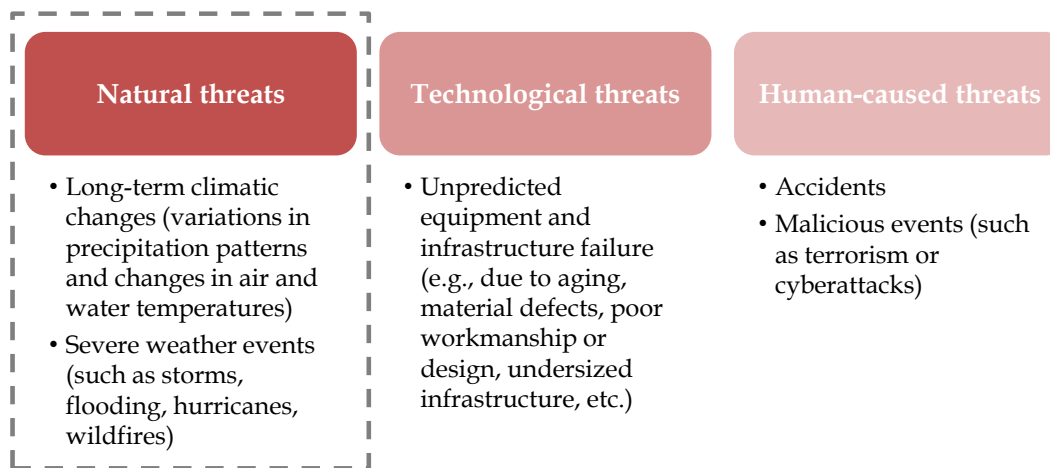 Natural threats
• Long-term climatic
changes (variations in
precipitation patterns
and changes in air and
water temperatures)
• Severe weather events
(such as storms,
flooding, hurricanes,
wildfires)
Technological threats
• Unpredicted
equipment and
infrastructure failure
(e.g., due to aging,
material defects, poor
workmanship or
design, undersized
infrastructure, etc.)
Human-caused threats
• Accidents
• Malicious events (such
as terrorism or
cyberattacks)